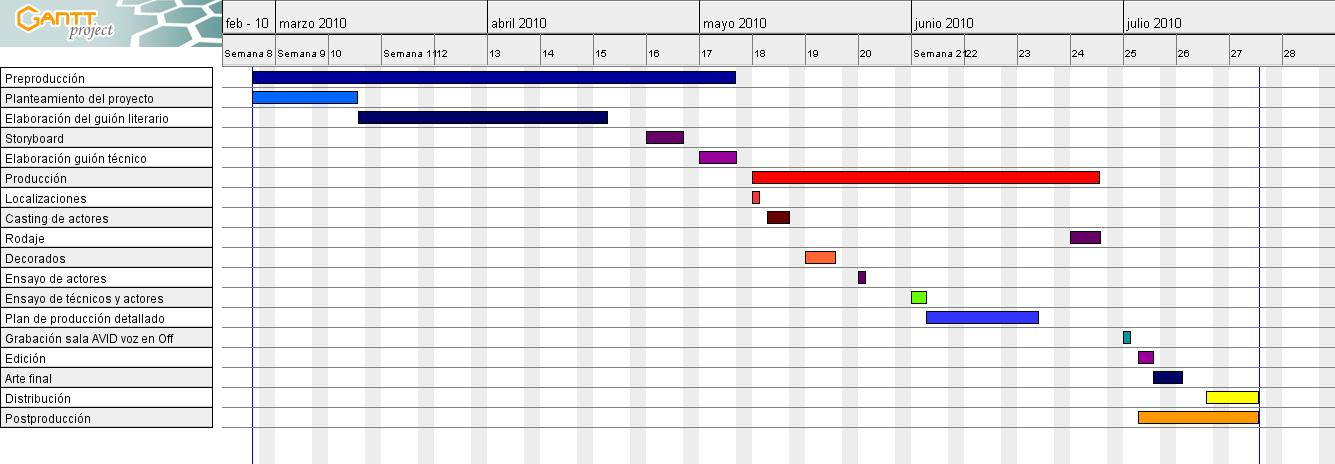 GANTT
project
feb - 10 marzo 2010 abril 2010 mayo 2010 junio 2010 julio 2010
Semana 8 Semana 9 10 Semana 11 12 13 14 15 16 17 18 19 20 Semana 21 22 23 24 25 26 27 28
Preproducción
Planteamiento del proyecto
Elaboración del guión literario
Storyboard
Elaboración guión técnico
Producción
Localizaciones
Casting de actores
Rodaje
Decorados
Ensayo de actores
Ensayo de técnicos y actores
Plan de producción detallado
Grabación sala AVID voz en Off
Edición
Arte final
Distribución
Postproducción